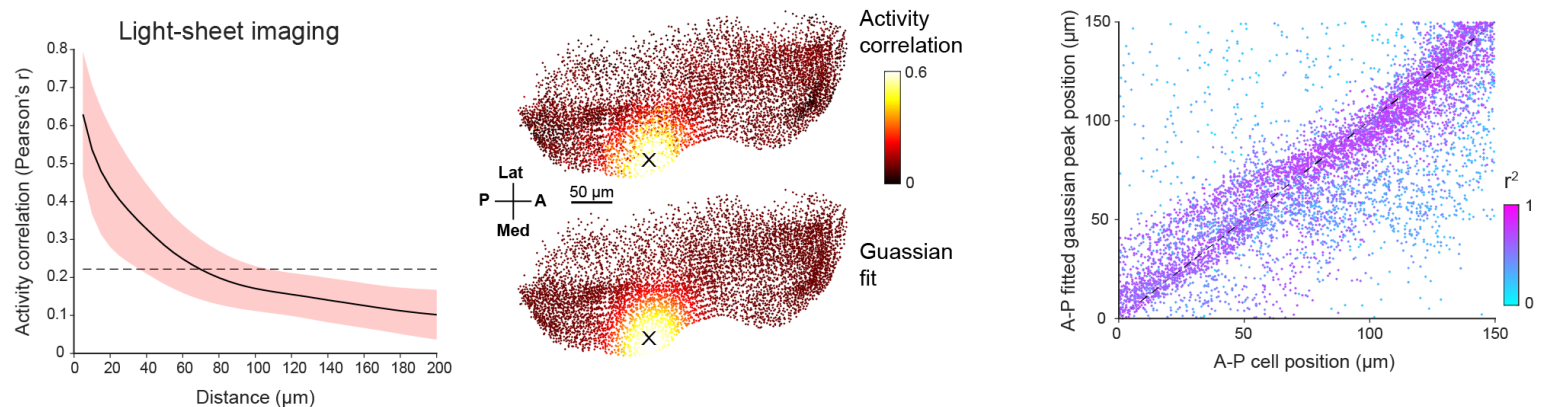 Light-sheet imaging
Activity correlation (Pearson's r)
0.8
0.7
0.6
0.5
0.4
0.3
0.2
0.1
0
0 20 40 60 80 100 120 140 160 180 200
Distance (µm)
Activity
correlation
0.6
0
Lat
P A
Med
50 µm
Guassian
fit
A-P fitted gaussian peak position (µm)
150
100
50
0
0 50 100 150
A-P cell position (µm)
r²
1
0
X
X